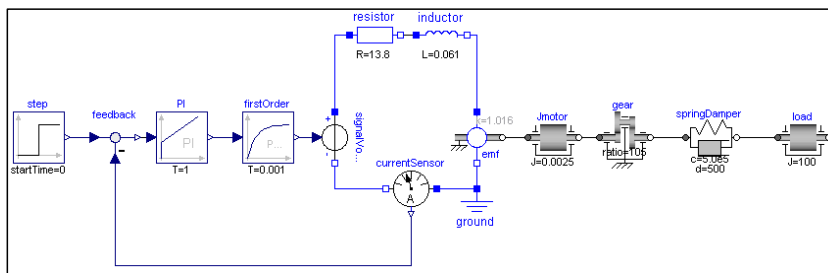 resistor
inductor
R=13.8
L=0.061
step
feedback
PI
firstOrder
+
signalVo...
-
k=1.016
Jmotor
gear
springDamper
load
PI
P...
-
emf
ratio=105
startTime=0
T=1
T=0.001
currentSensor
A
J=0.0025
c=5.0e5
d=500
J=100
ground